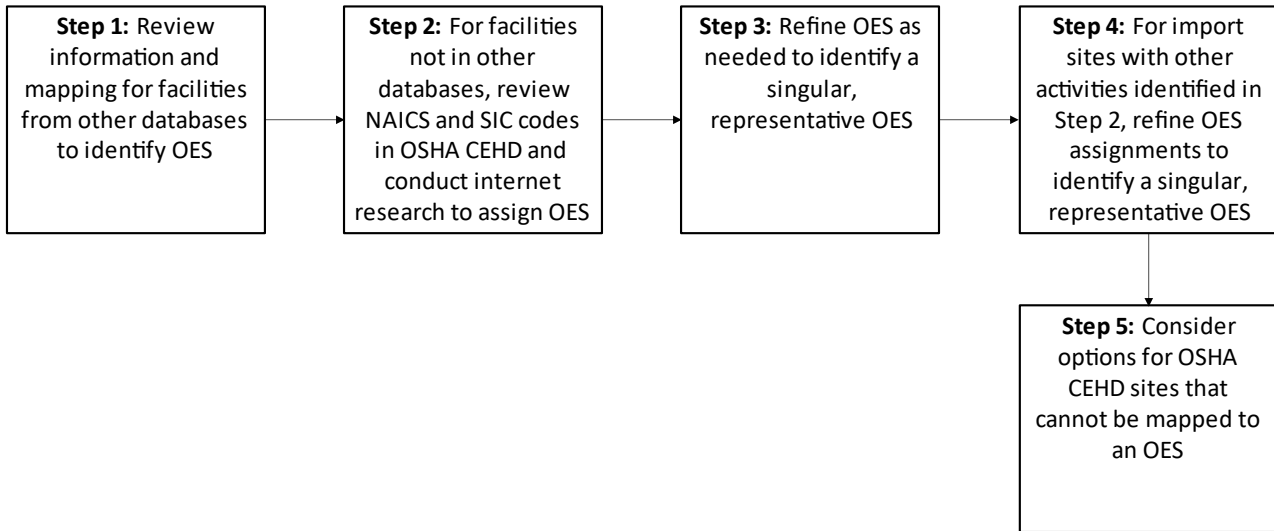 Step 1: Review
information and
mapping for facilities
from other databases
to identify OES
Step 2: For facilities
not in other
databases, review
NAICS and SIC codes
in OSHA CEHD and
conduct internet
research to assign OES
Step 3: Refine OES as
needed to identify a
singular,
representative OES
Step 4: For import
sites with other
activities identified in
Step 2, refine OES
assignments to
identify a singular,
representative OES
Step 5: Consider
options for OSHA
CEHD sites that
cannot be mapped to
an OES